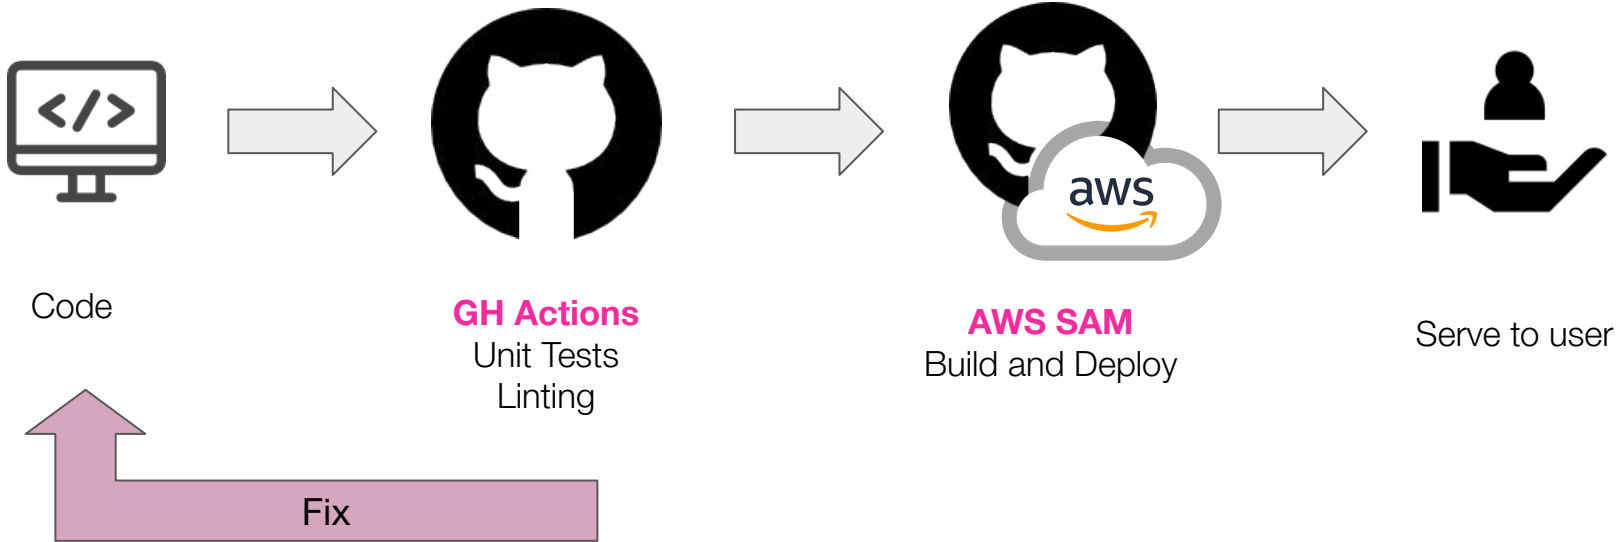 </>
aws
Code
GH Actions
Unit Tests
Linting
AWS SAM
Build and Deploy
Serve to user
Fix